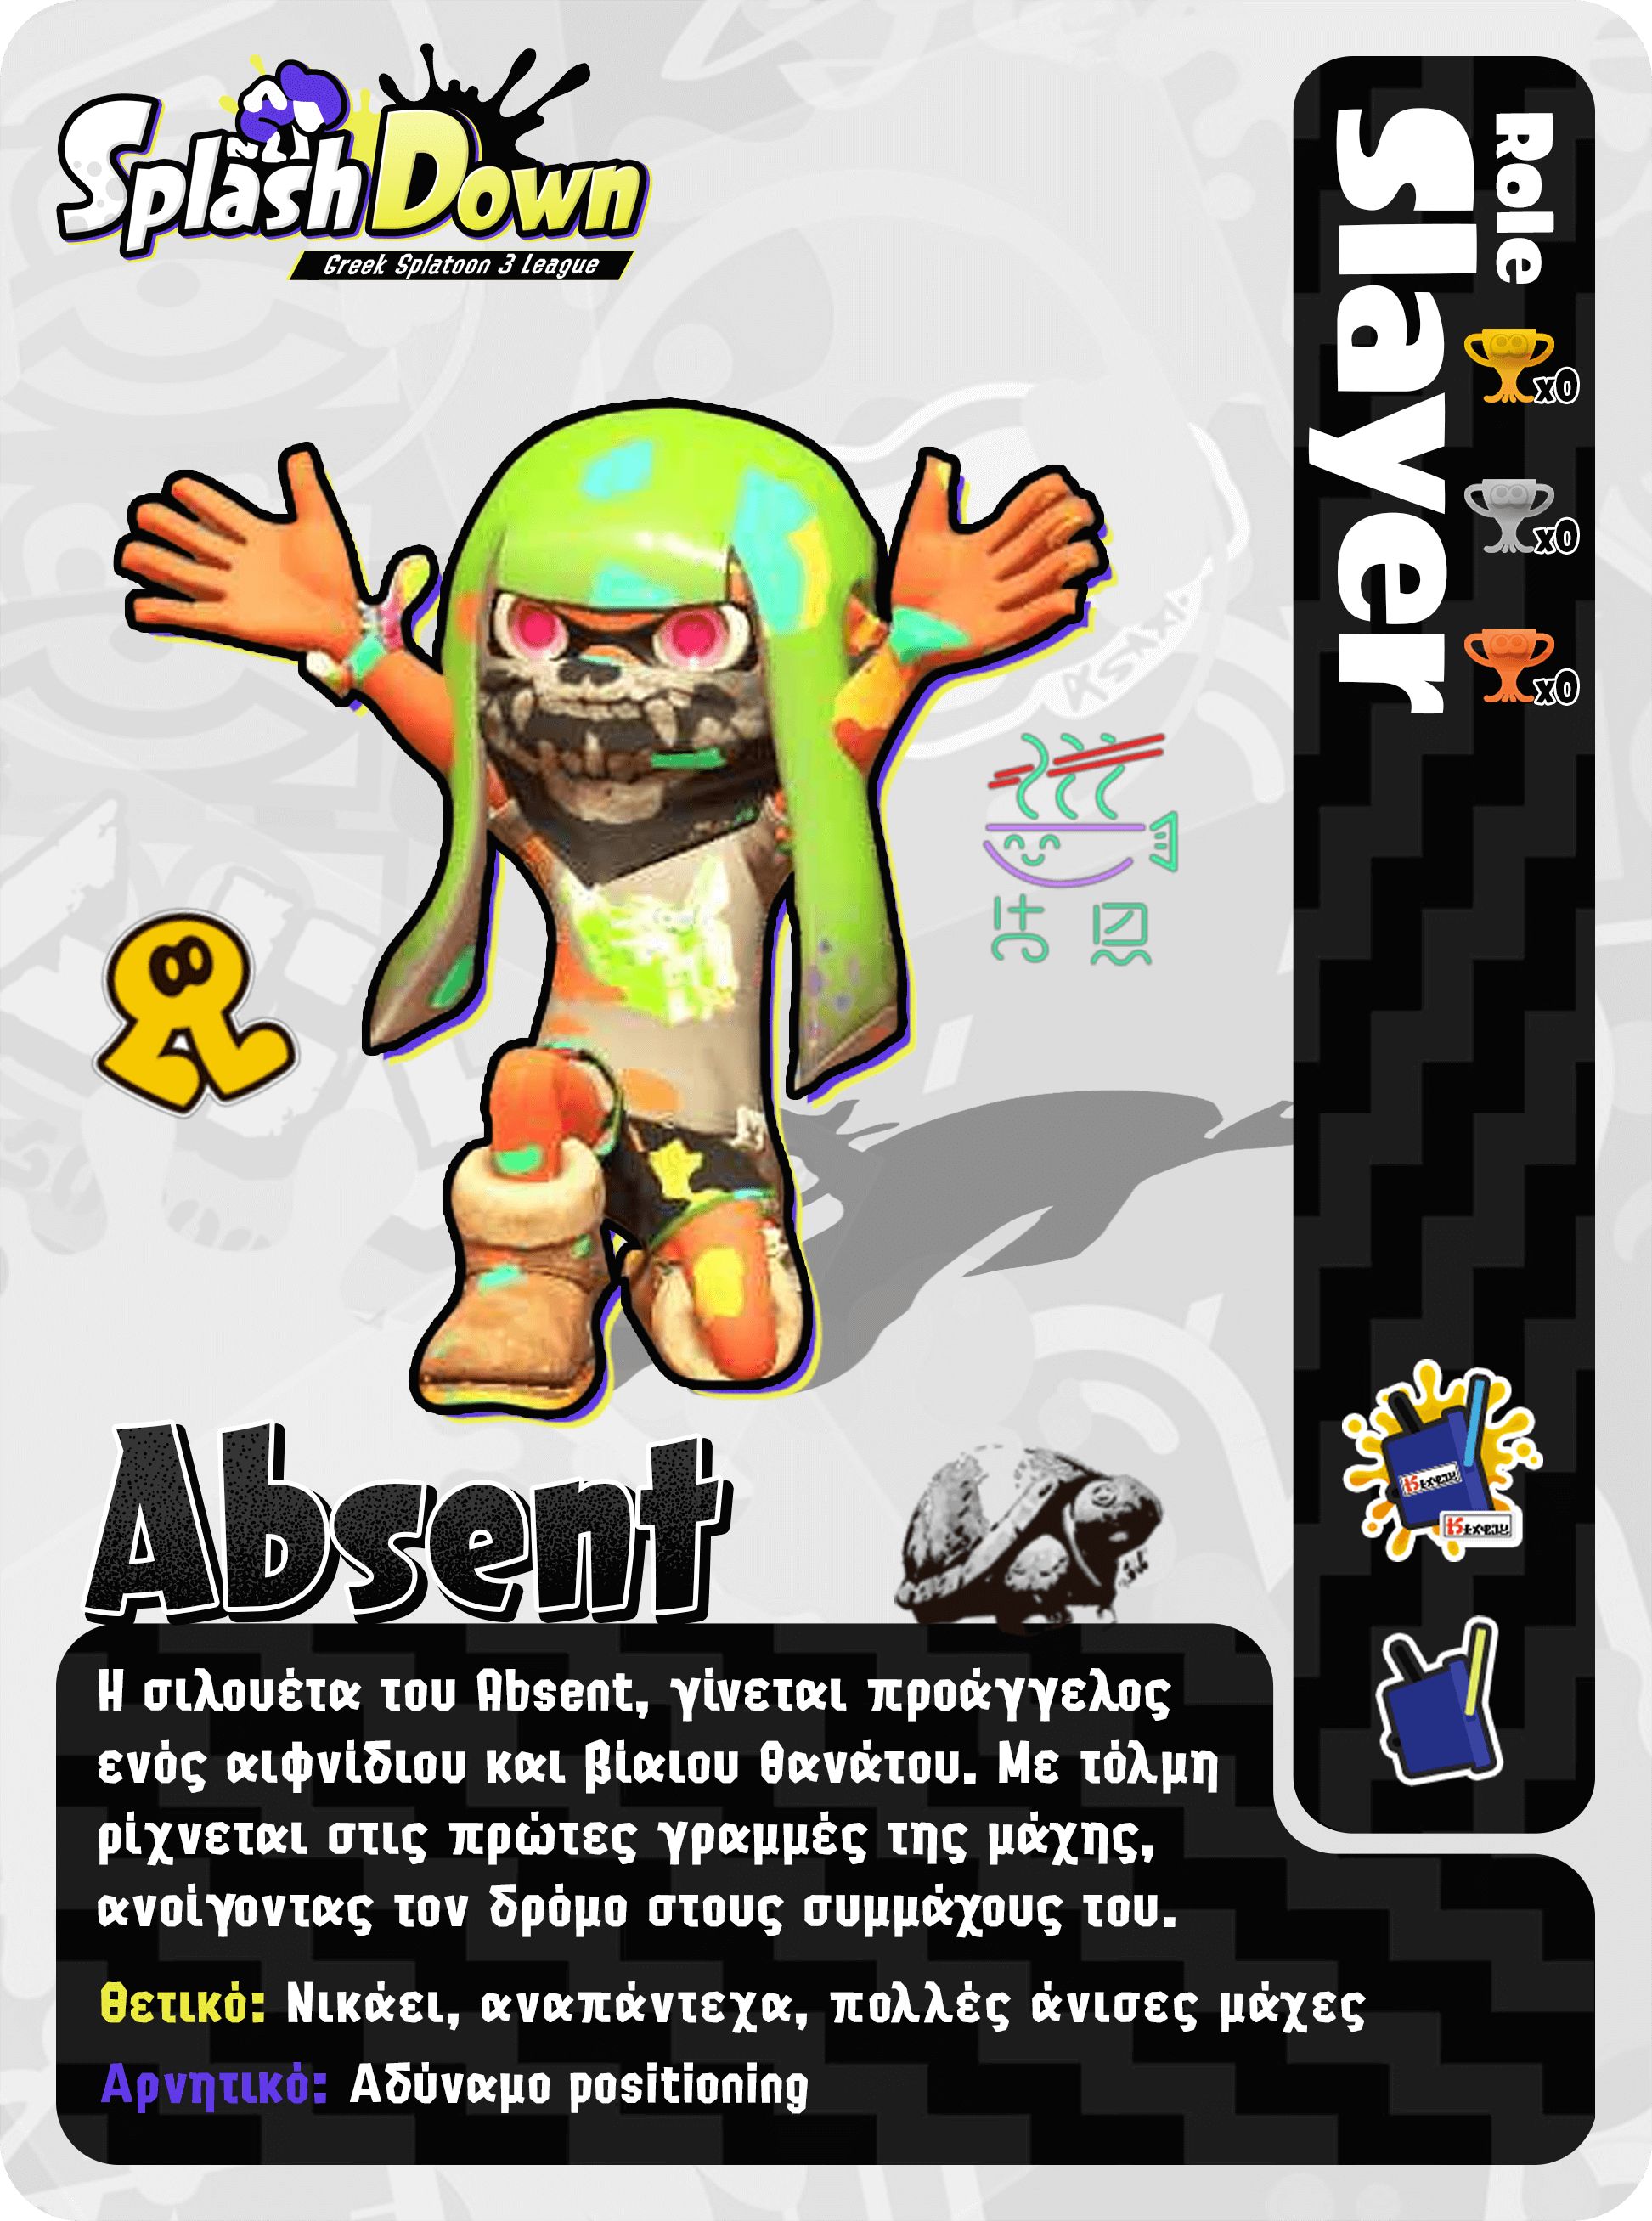 Splash Down
Greek Splatoon 3 League
Role
Slayer
x0
x0
x0
Absent
Η σιλουέτα του Absent, γίνεται προάγγελος
ενός αιφνίδιου και βίαιου θανάτου. Με τόλμη
ρίχνεται στις πρώτες γραμμές της μάχης,
ανοίγοντας τον δρόμο στους συμμάχους του.
Θετικό: Νικάει, αναπάντεχα, πολλές άνισες μάχες
Αρνητικό: Αδύναμο positioning